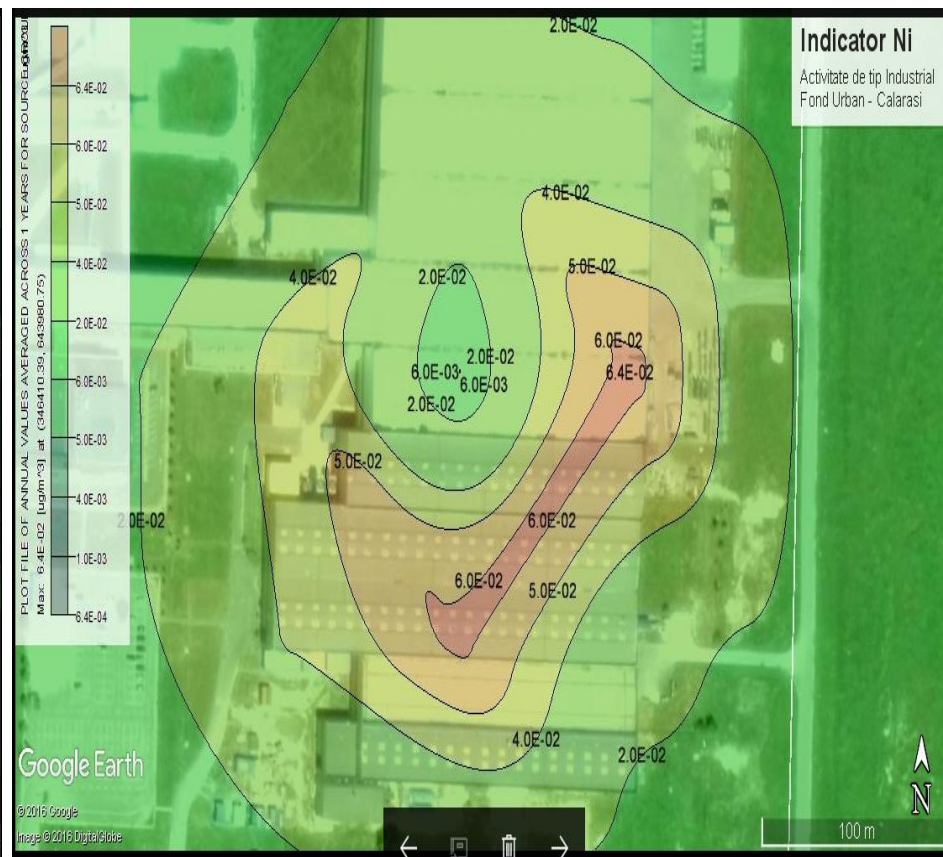 Indicator Ni
Activitate de tip Industrial
Fond Urban - Calarasi
PLOT FILE OF ANNUAL VALUES AVERAGED ACROSS 1 YEARS FOR SOURCE
Max: 6.4E-02 [ug/m^3] at (346410.39, 643980.75)
6.4E-02
6.0E-02
5.0E-02
4.0E-02
2.0E-02
6.0E-03
5.0E-03
4.0E-03
1.0E-03
6.4E-04
2.0E-02
4.0E-02
5.0E-02
4.0E-02
2.0E-02
6.0E-02
2.0E-02
6.0E-03
6.4E-02
6.0E-03
2.0E-02
5.0E-02
2.0E-02
6.0E-02
6.0E-02
5.0E-02
4.0E-02
2.0E-02
Google Earth
© 2016 Google
Image © 2016 DigitalGlobe
N
100 m